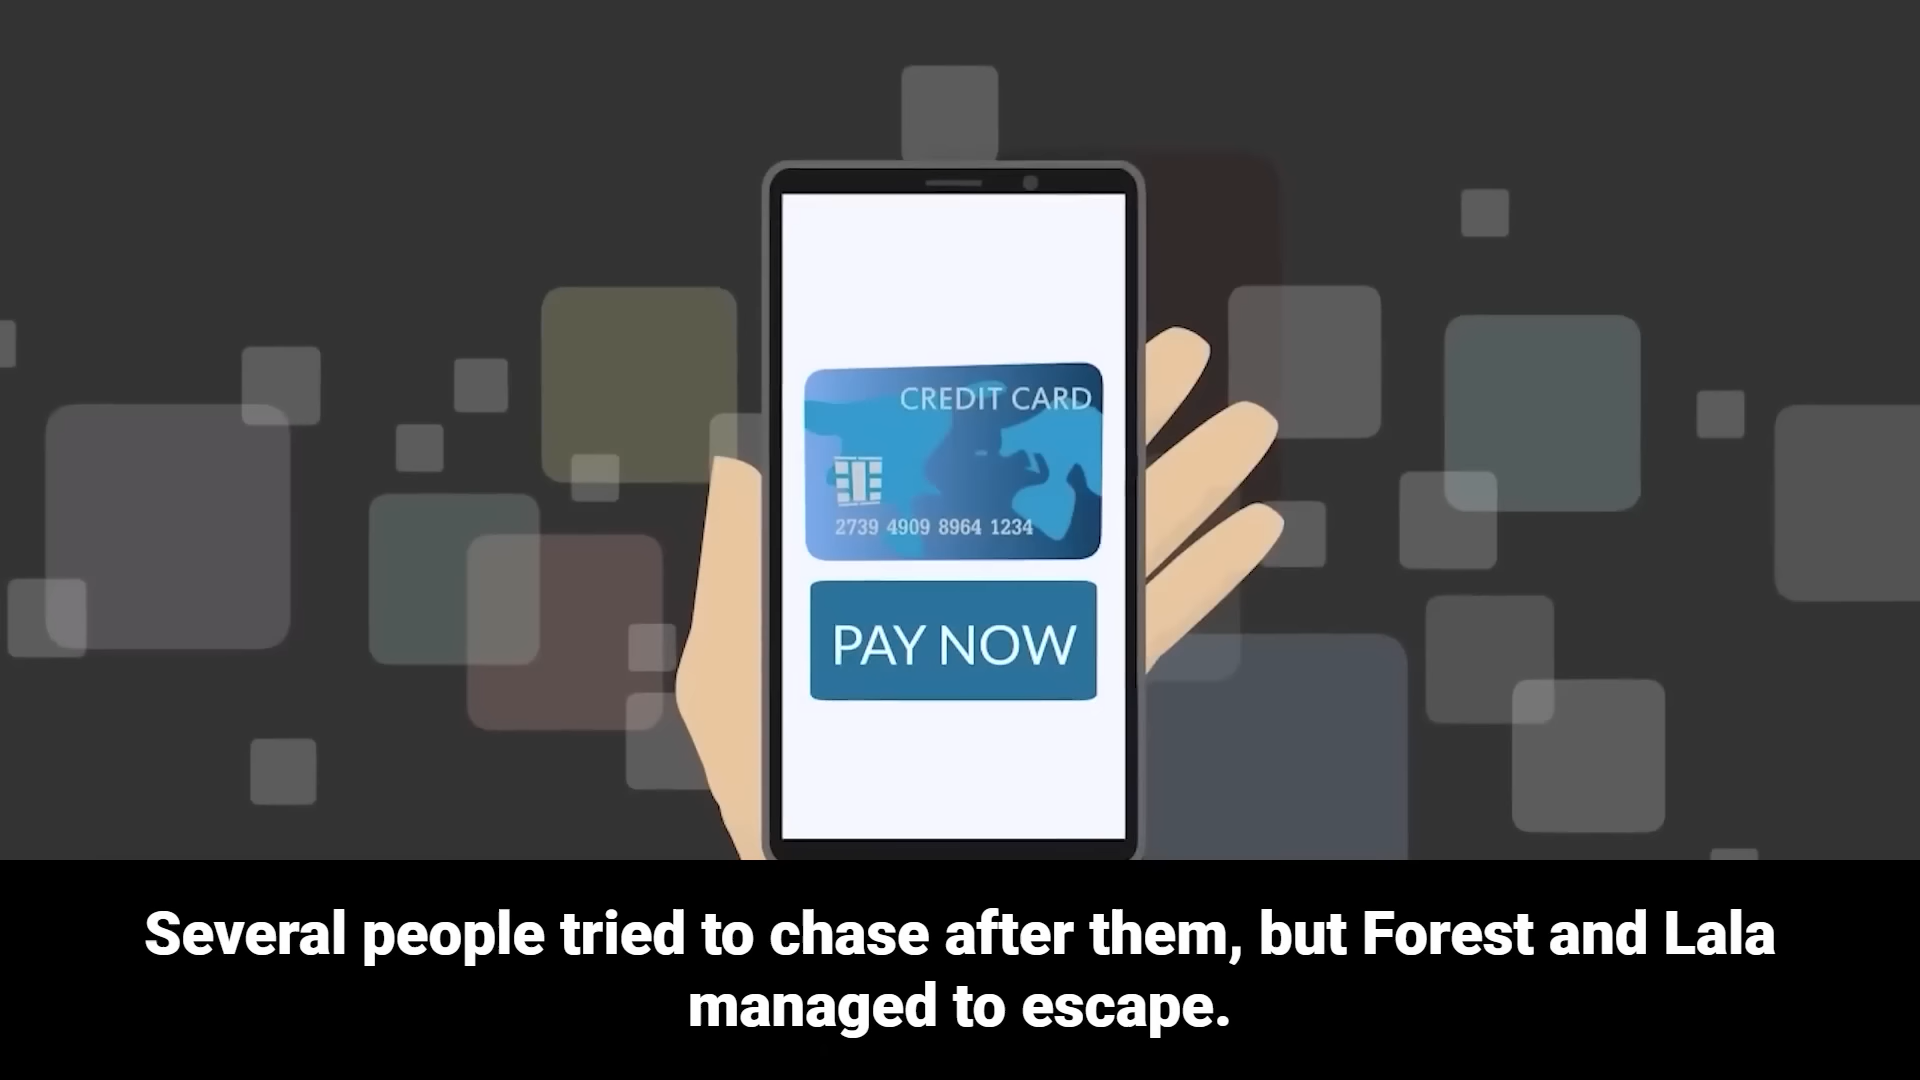 CREDIT CARD
2739 4909 8964 1234
PAY NOW
Several people tried to chase after them, but Forest and Lala
managed to escape.